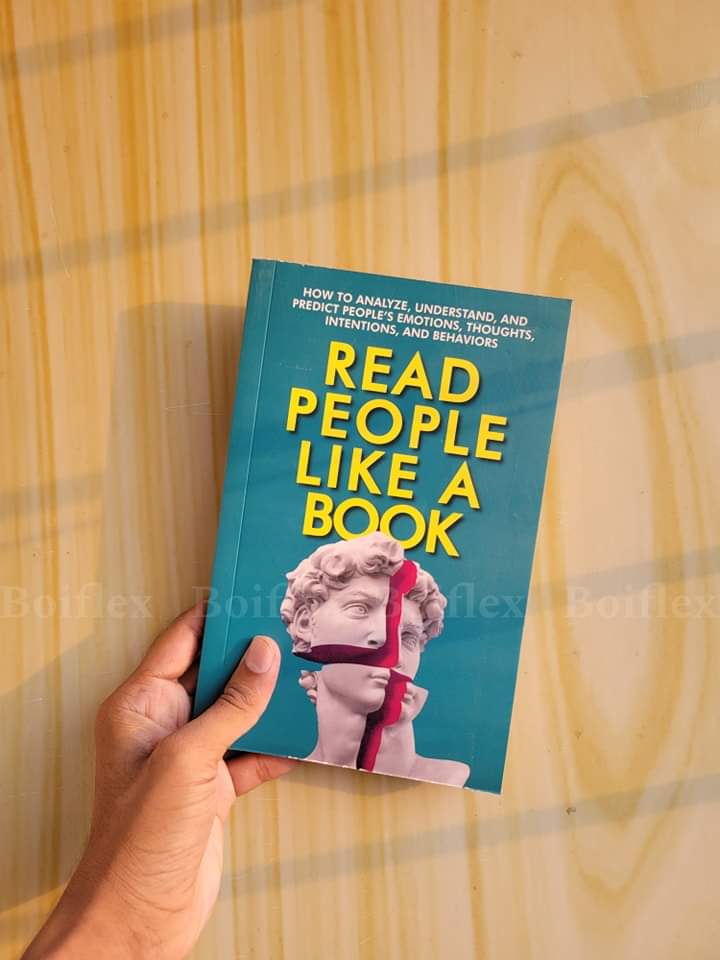 HOW TO ANALYZE, UNDERSTAND, AND
PREDICT PEOPLE'S EMOTIONS, THOUGHTS,
INTENTIONS, AND BEHAVIORS
READ
PEOPLE
LIKE A
BOOK
Boiflex Boiflex Boiflex Boiflex